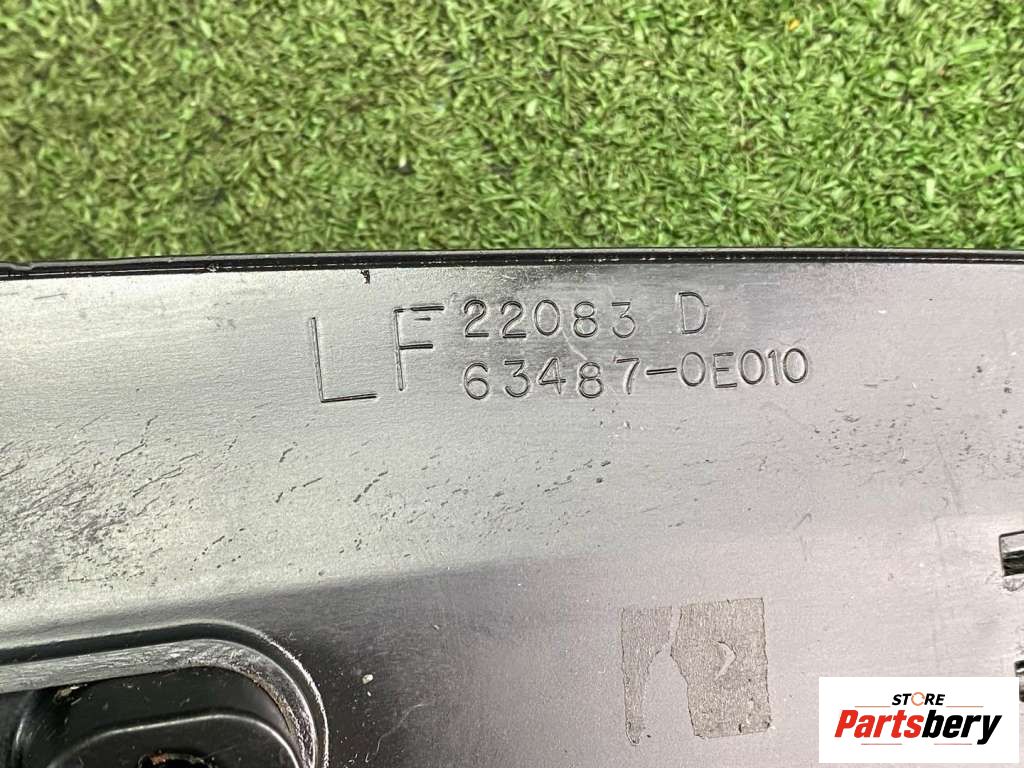 LF 22083 D
63487-0E010
STORE
Partsbery